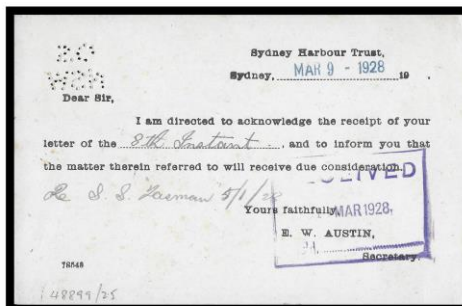 Sydney Harbour Trust,
Sydney, MAR 9 - 1928 19 .
Dear Sir,
I am directed to acknowledge the receipt of your
letter of the 8th Instant , and to inform you that
the matter therein referred to will receive due consideration.
Re S. S. Tasman 5/1/28
Yours faithfully,
MAR 1928
E. W. AUSTIN,
Secretary.
76548
48899/25